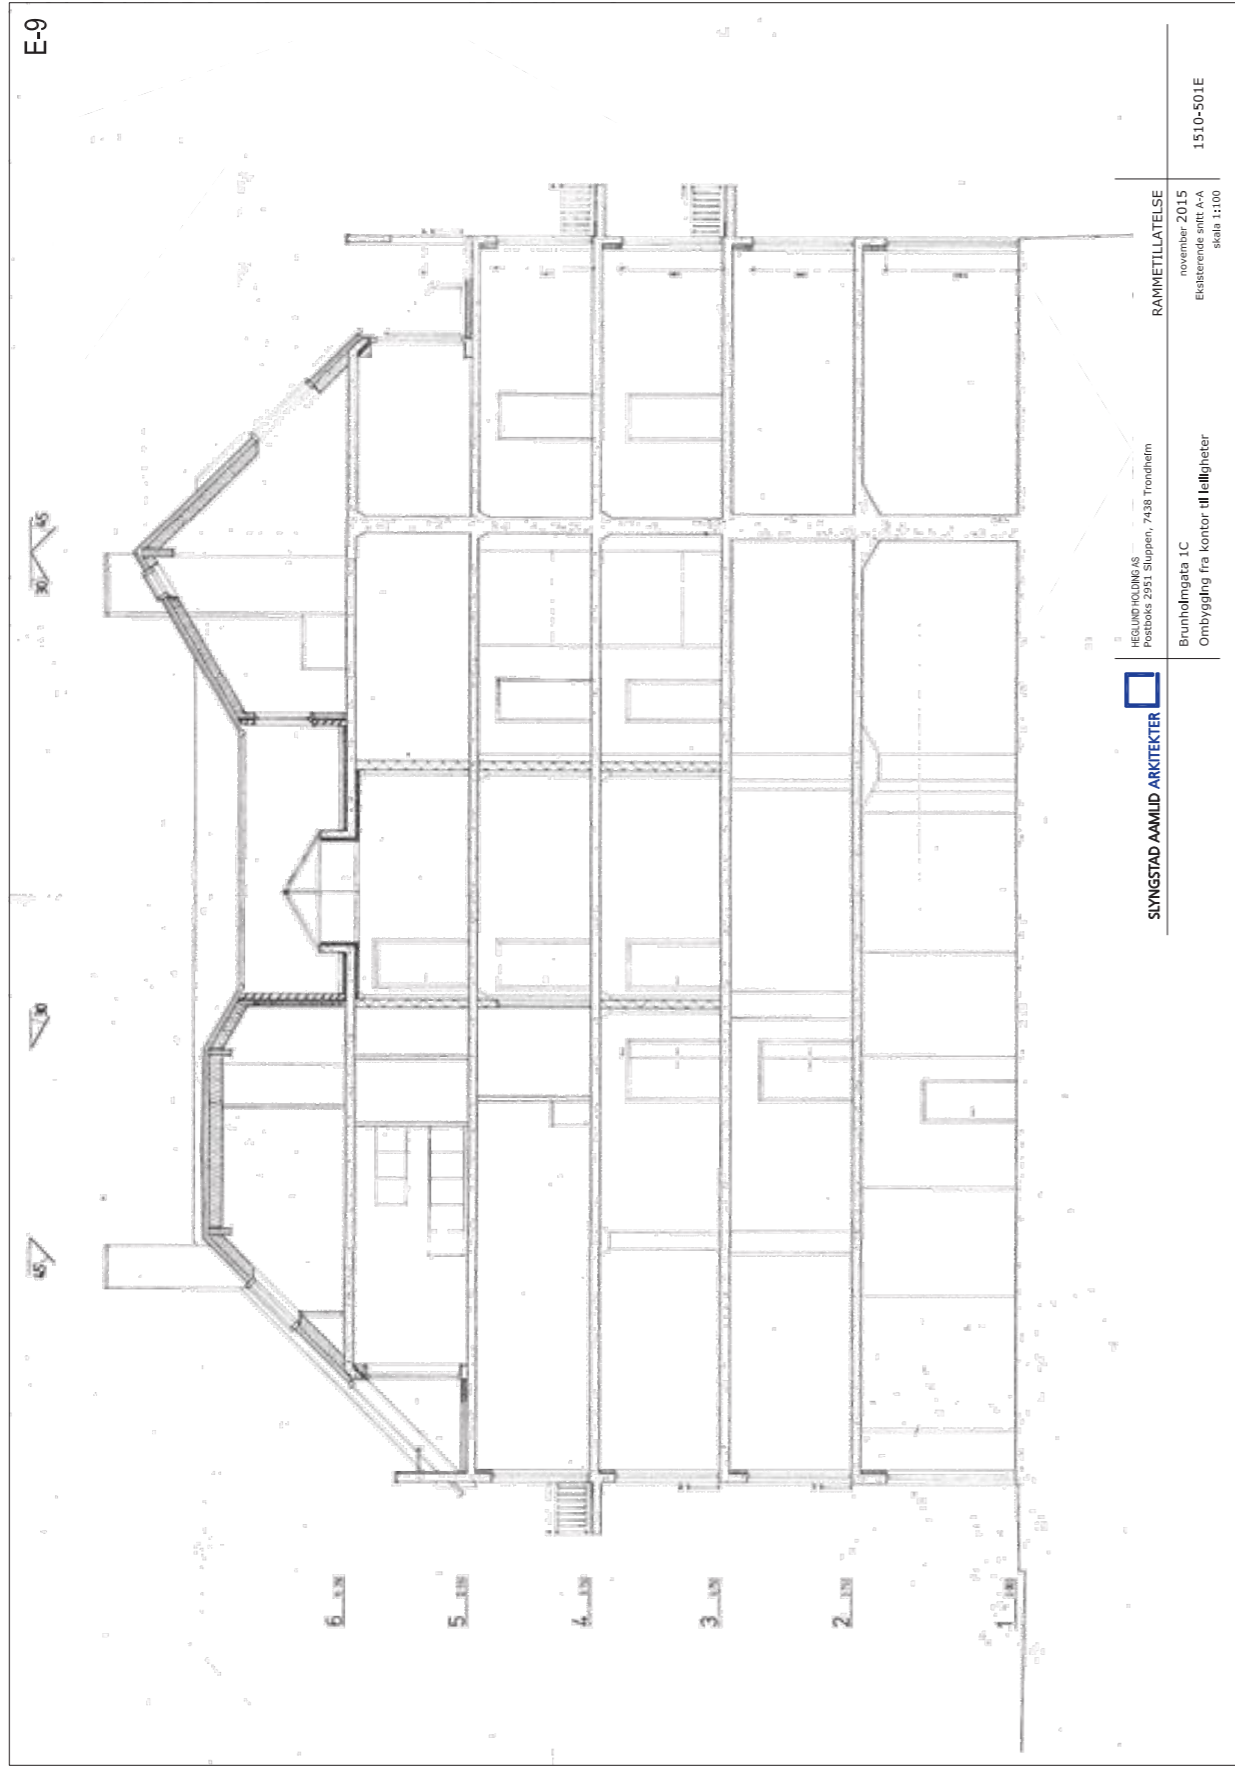 E-9
45
30
30
45
6
5
4
3
2
1
SLYNGSTAD AAMLID ARKITEKTER
HEGLUND HOLDING AS
Postboks 2951 Sluppen, 7438 Trondheim
RAMMETILLATELSE
Brunholmgata 1C
Ombygging fra kontor til leiligheter
november 2015
Eksisterende snitt A-A
skala 1:100
1510-501E